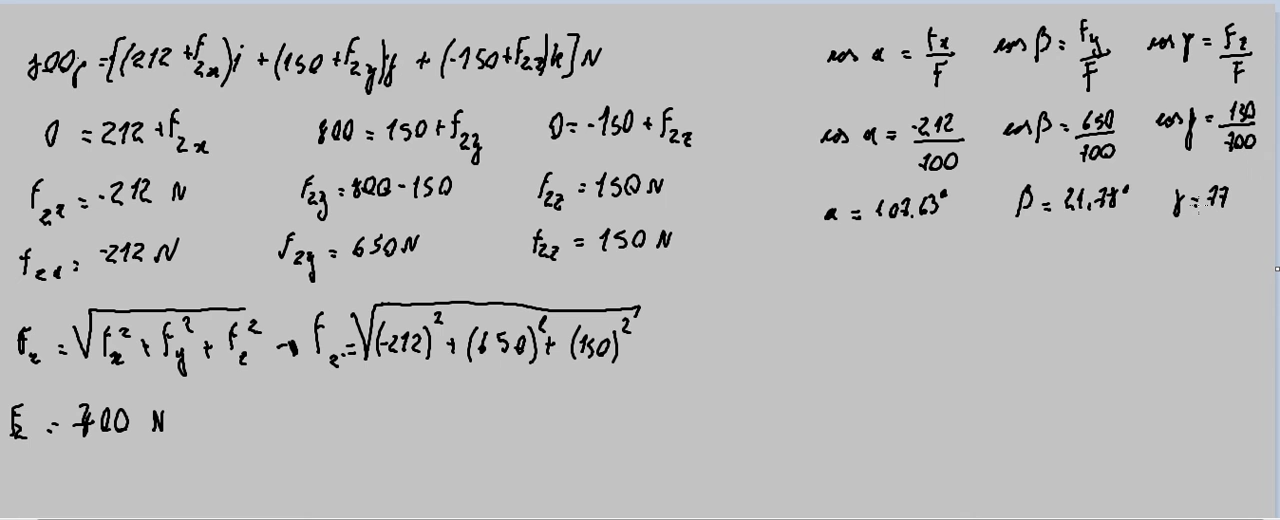 800j = [(212 + F2x)i + (150 + F2y)j + (-150 + F2z)k] N
0 = 212 + F2x
800 = 150 + F2y
0 = -150 + F2z
F2x = -212 N
F2y = 800 - 150
F2z = 150 N
F2x = -212 N
F2y = 650 N
F2z = 150 N
F2 = √(Fx² + Fy² + Fz²) → F2 = √((-212)² + (650)² + (150)²)
F2 = 700 N
cos α = Fx/F
cos β = Fy/F
cos γ = Fz/F
cos α = -212/700
cos β = 650/700
cos γ = 150/700
α = 107.63°
β = 21.78°
γ = 77